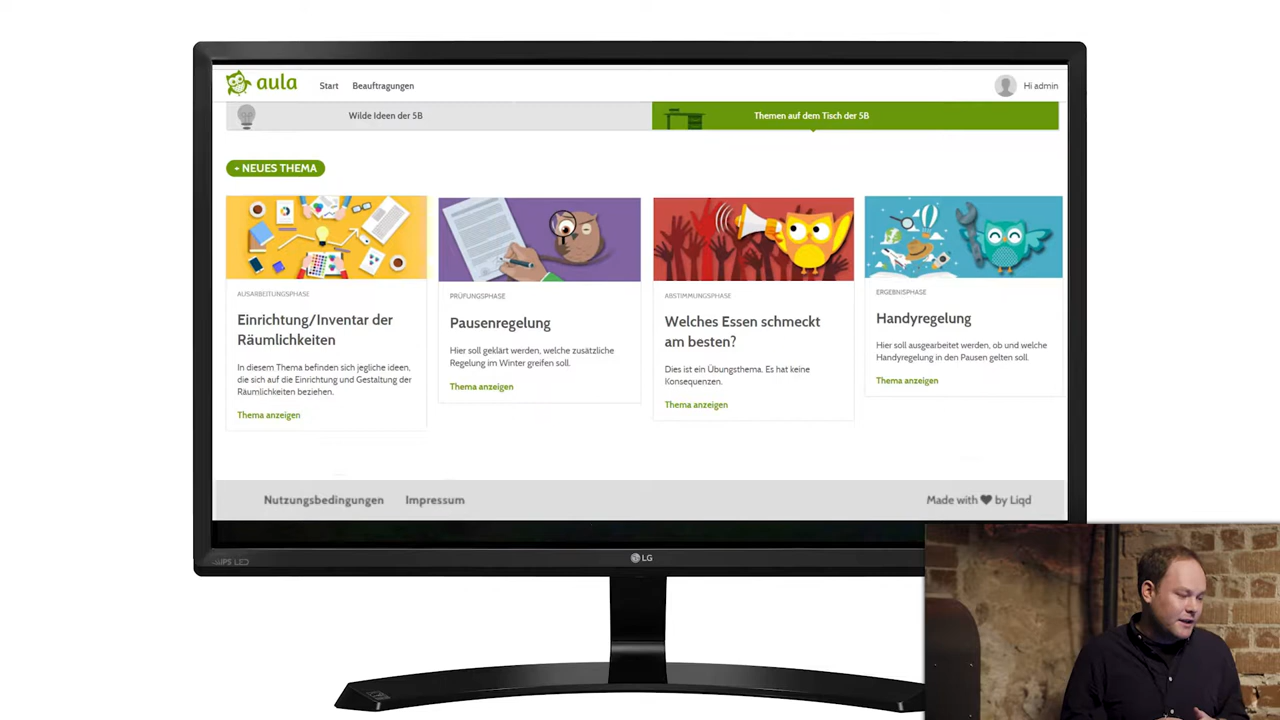 aula
Start
Beauftragungen
Hi admin
Wilde Ideen der 5B
Themen auf dem Tisch der 5B
+ NEUES THEMA
AUSARBEITUNGSPHASE
Einrichtung/Inventar der
Räumlichkeiten
In diesem Thema befinden sich jegliche ideen,
die sich auf die Einrichtung und Gestaltung der
Räumlichkeiten beziehen.
Thema anzeigen
PRÜFUNGSPHASE
Pausenregelung
Hier soll geklärt werden, welche zusätzliche
Regelung im Winter greifen soll.
Thema anzeigen
ABSTIMMUNGSPHASE
Welches Essen schmeckt
am besten?
Dies ist ein Übungsthema. Es hat keine
Konsequenzen.
Thema anzeigen
ERGEBNISPHASE
Handyregelung
Hier soll ausgearbeitet werden, ob und welche
Handyregelung in den Pausen gelten soll.
Thema anzeigen
Nutzungsbedingungen
Impressum
Made with ♥ by Liqd
IPS LED
LG